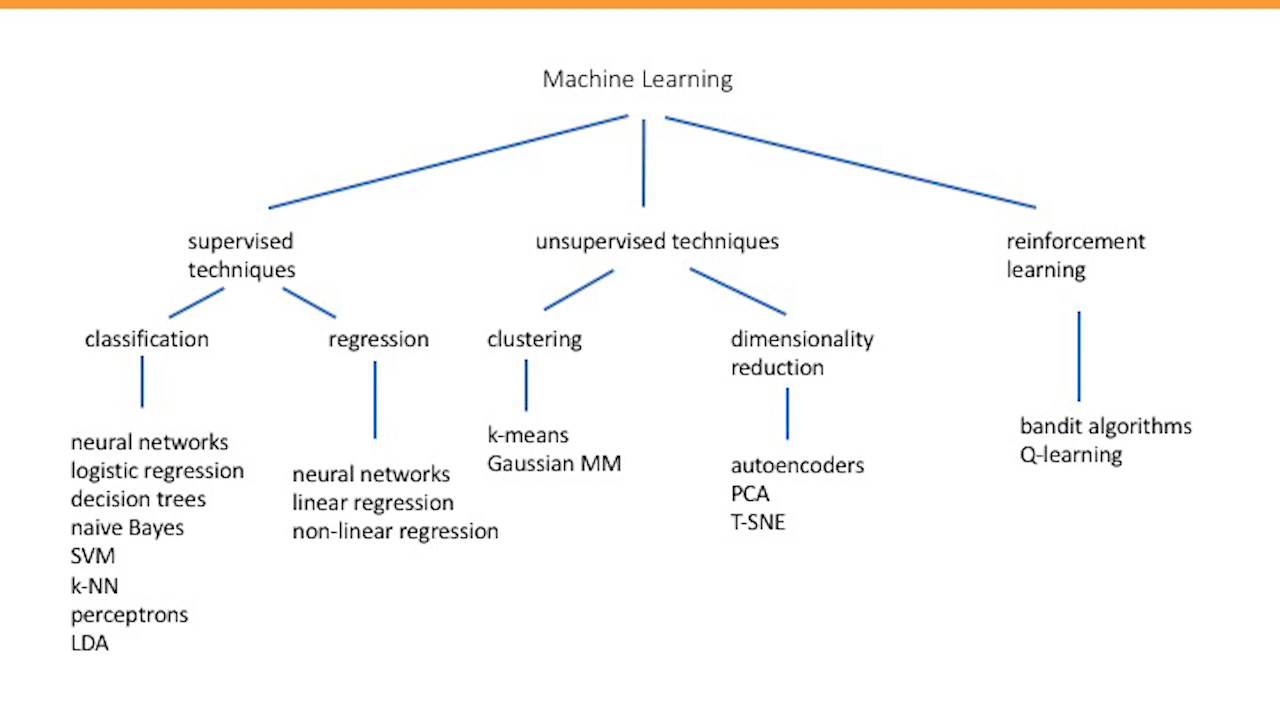 Machine Learning
supervised
techniques
unsupervised techniques
reinforcement
learning
classification
regression
clustering
dimensionality
reduction
neural networks
logistic regression
decision trees
naive Bayes
SVM
k-NN
perceptrons
LDA
neural networks
linear regression
non-linear regression
k-means
Gaussian MM
autoencoders
PCA
T-SNE
bandit algorithms
Q-learning